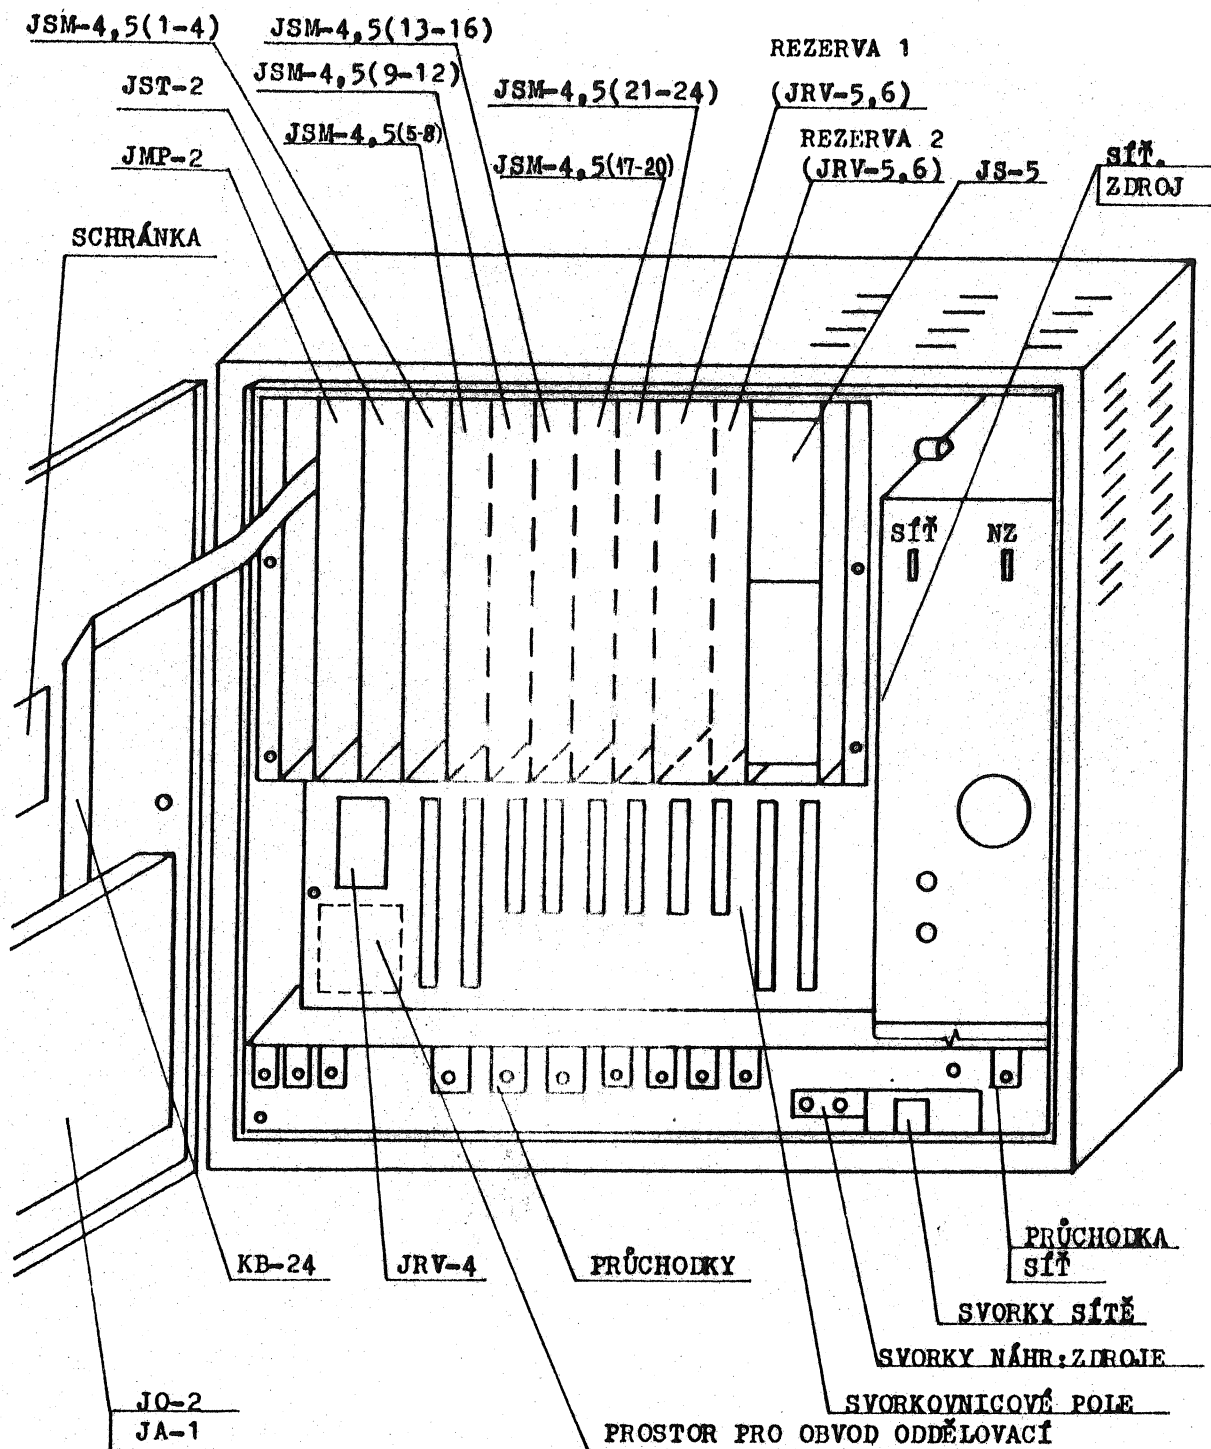 JSM-4,5(1-4)
JSM-4,5(13-16)
REZERVA 1
JST-2
JSM-4,5(9-12)
JSM-4,5(21-24)
(JRV-5,6)
JSM-4,5(5-8)
REZERVA 2
JMP-2
JSM-4,5(17-20)
(JRV-5,6)
JS-5
SÍŤ.
ZDROJ
SCHRÁNKA
SÍŤ
NZ
KB-24
JRV-4
PRŮCHODKY
PRŮCHODKA
SÍŤ
SVORKY SÍTĚ
SVORKY NÁHR:ZDROJE
JO-2
JA-1
SVORKOVNICOVÉ POLE
PROSTOR PRO OBVOD ODDĚLOVACÍ